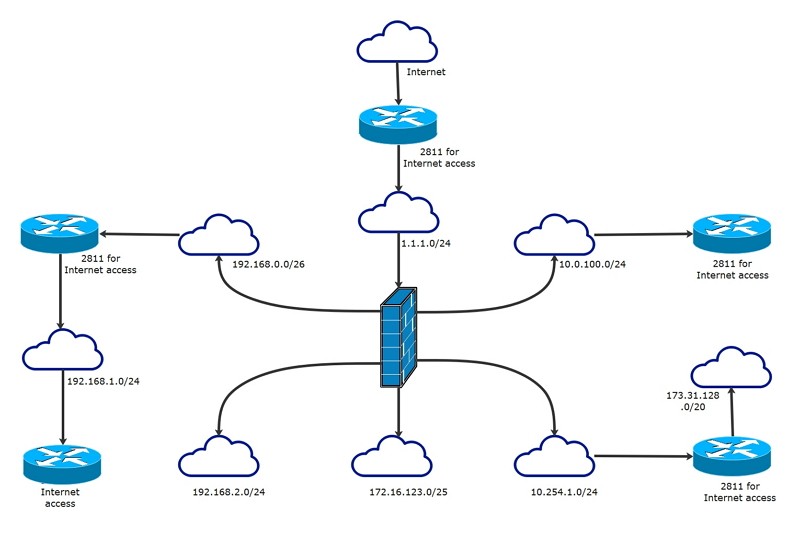 Internet
2811 for
Internet access
1.1.1.0/24
2811 for
Internet access
192.168.0.0/26
10.0.100.0/24
2811 for
Internet access
192.168.1.0/24
173.31.128
.0/20
Internet
access
192.168.2.0/24
172.16.123.0/25
10.254.1.0/24
2811 for
Internet access